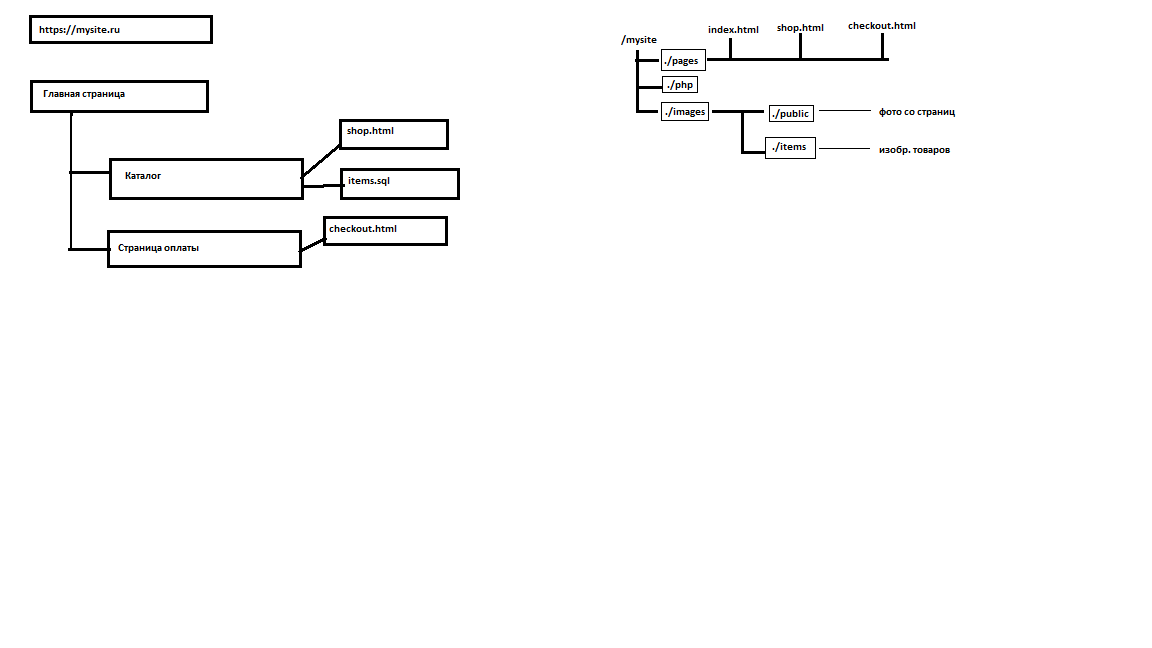 https://mysite.ru
Главная страница
Каталог
shop.html
items.sql
Страница оплаты
checkout.html
/mysite
index.html
shop.html
checkout.html
./pages
./php
./images
./public
фото со страниц
./items
изобр. товаров